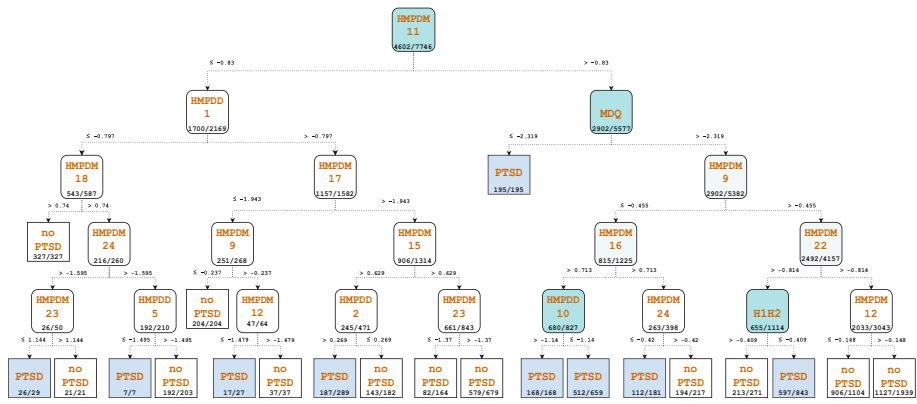 HMPDM
11
4602/7746
≤ -0.83
> -0.83
HMPDD
1
1700/2169
MDQ
2902/5577
≤ -0.797
> -0.797
≤ -2.319
> -2.319
HMPDM
18
543/587
HMPDM
17
1157/1582
PTSD
195/195
HMPDM
9
2902/5382
> 0.74
> 0.74
≤ -1.943
> -1.943
≤ -0.455
> -0.455
no
PTSD
327/327
HMPDM
24
216/260
HMPDM
9
251/268
HMPDM
15
906/1314
HMPDM
16
815/1225
HMPDM
22
2492/4157
> -1.595
> -1.595
≤ -0.237
> -0.237
> 0.629
> 0.629
> 0.713
> 0.713
> -0.814
> -0.814
HMPDM
23
26/50
HMPDD
5
192/210
no
PTSD
204/204
HMPDM
12
47/64
HMPDD
2
245/471
HMPDM
23
661/843
HMPDD
10
680/827
HMPDM
24
263/398
H1H2
655/1114
HMPDM
12
2033/3043
≤ 1.144
> 1.144
≤ -1.495
> -1.495
≤ -1.479
> -1.479
> 0.269
≤ 0.269
≤ -1.37
> -1.37
> -1.14
≤ -1.14
≤ -0.42
> -0.42
> -0.409
≤ -0.409
≤ -0.148
> -0.148
PTSD
26/29
no
PTSD
21/21
PTSD
7/7
no
PTSD
192/203
PTSD
17/27
no
PTSD
37/37
PTSD
187/289
no
PTSD
143/182
no
PTSD
82/164
no
PTSD
579/679
PTSD
168/168
PTSD
512/659
PTSD
112/181
no
PTSD
194/217
no
PTSD
213/271
PTSD
597/843
no
PTSD
906/1104
no
PTSD
1127/1939